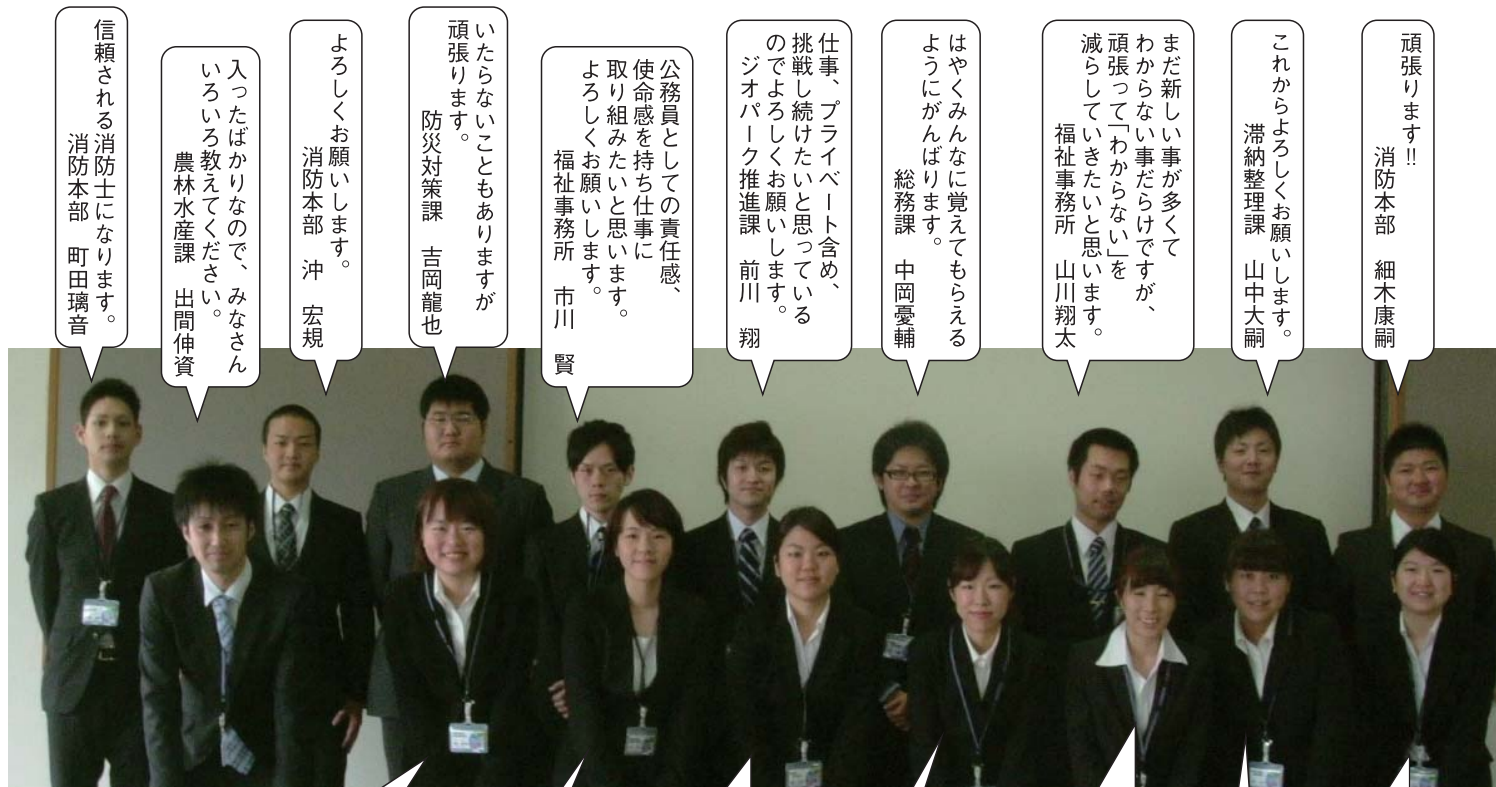 頑張ります!!
消防本部　細木康嗣
これからよろしくお願いします。
滞納整理課　山中大嗣
まだ新しい事が多くて
わからない事だらけですが、
頑張って「わからない」を
減らしていきたいと思います。
福祉事務所　山川翔太
はやくみんなに覚えてもらえる
ようにがんばります。
総務課　中岡憂輔
仕事、プライベート含め、
挑戦し続けたいと思っている
のでよろしくお願いします。
ジオパーク推進課　前川　翔
公務員としての責任感、
使命感を持ち仕事に
取り組みたいと思います。
よろしくお願いします。
福祉事務所　市川　賢
いたらないこともありますが
頑張ります。
防災対策課　吉岡龍也
よろしくお願いします。
消防本部　沖　宏規
入ったばかりなので、みなさん
いろいろ教えてください。
農林水産課　出間伸資
信頼される消防士になります。
消防本部　町田璃音